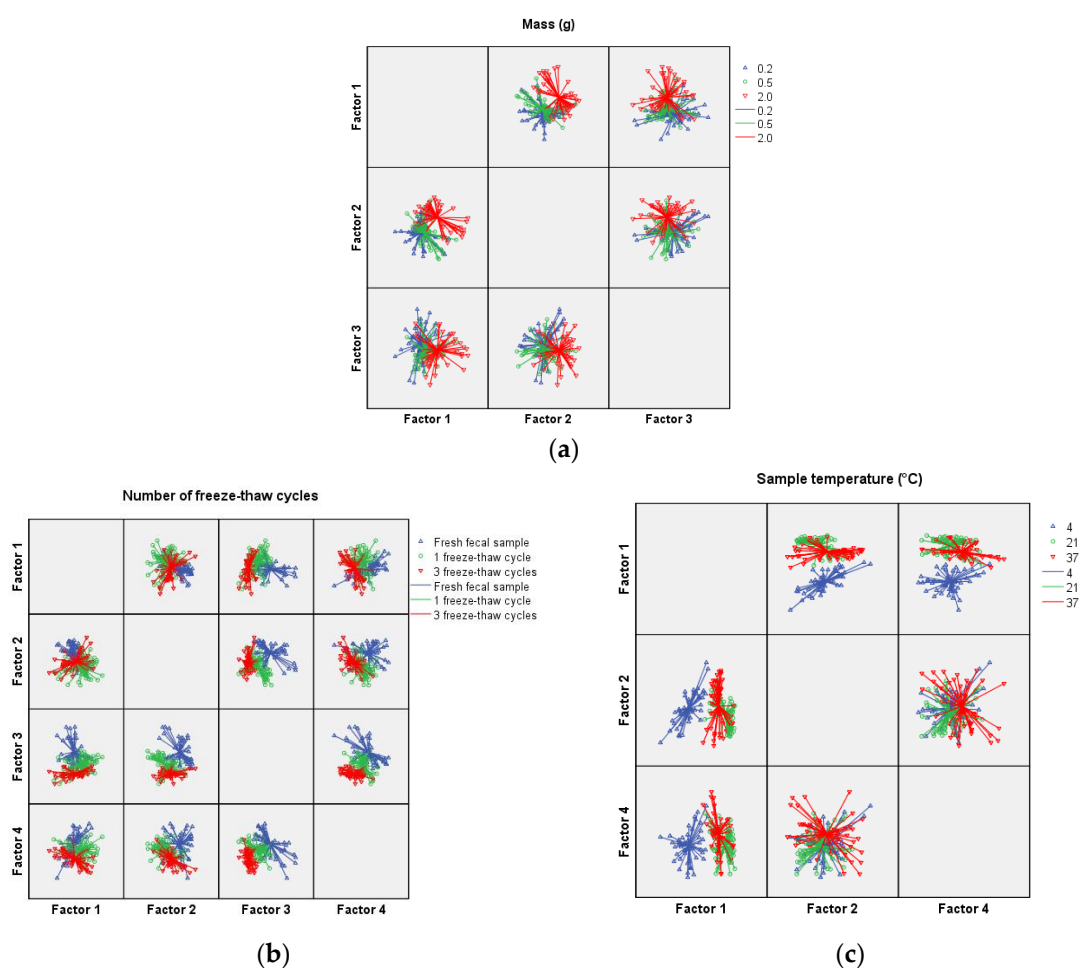 Mass (g)
Factor 1
Factor 2
Factor 3
0.2
0.5
2.0
0.2
0.5
2.0
Factor 1 Factor 2 Factor 3
(a)
Number of freeze-thaw cycles
Factor 1
Factor 2
Factor 3
Factor 4
Fresh fecal sample
1 freeze-thaw cycle
3 freeze-thaw cycles
Fresh fecal sample
1 freeze-thaw cycle
3 freeze-thaw cycles
Factor 1 Factor 2 Factor 3 Factor 4
(b)
Sample temperature (°C)
Factor 1
Factor 2
Factor 4
4
21
37
4
21
37
Factor 1 Factor 2 Factor 4
(c)